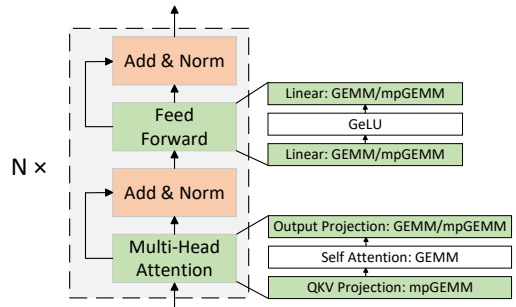 Add & Norm
Feed
Forward
Linear: GEMM/mpGEMM
GeLU
Linear: GEMM/mpGEMM
N ×
Add & Norm
Multi-Head
Attention
Output Projection: GEMM/mpGEMM
Self Attention: GEMM
QKV Projection: mpGEMM